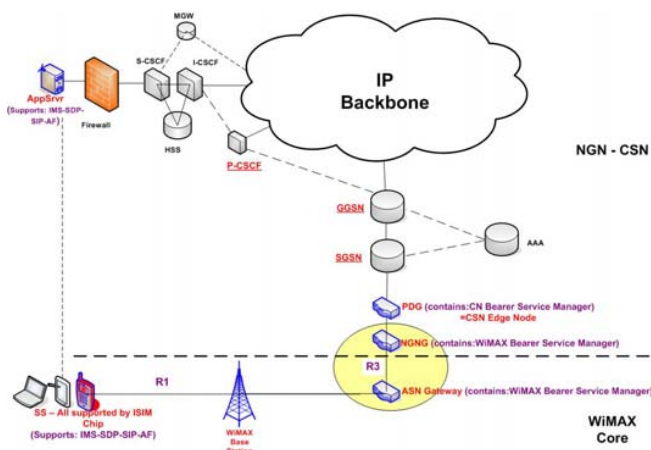 MGW
S-CSCF
I-CSCF
IP
Backbone
AppSrvr
(Supports: IMS-SDP-
SIP-AF)
Firewall
HSS
P-CSCF
NGN - CSN
GGSN
AAA
SGSN
PDG (contains:CN Bearer Service Manager)
=CSN Edge Node
NGNG (contains:WiMAX Bearer Service Manager)
R3
R1
ASN Gateway (contains:WiMAX Bearer Service Manager)
SS – All supported by ISIM
Chip
(Supports: IMS-SDP-SIP-AF)
WiMAX
Base
WiMAX
Core